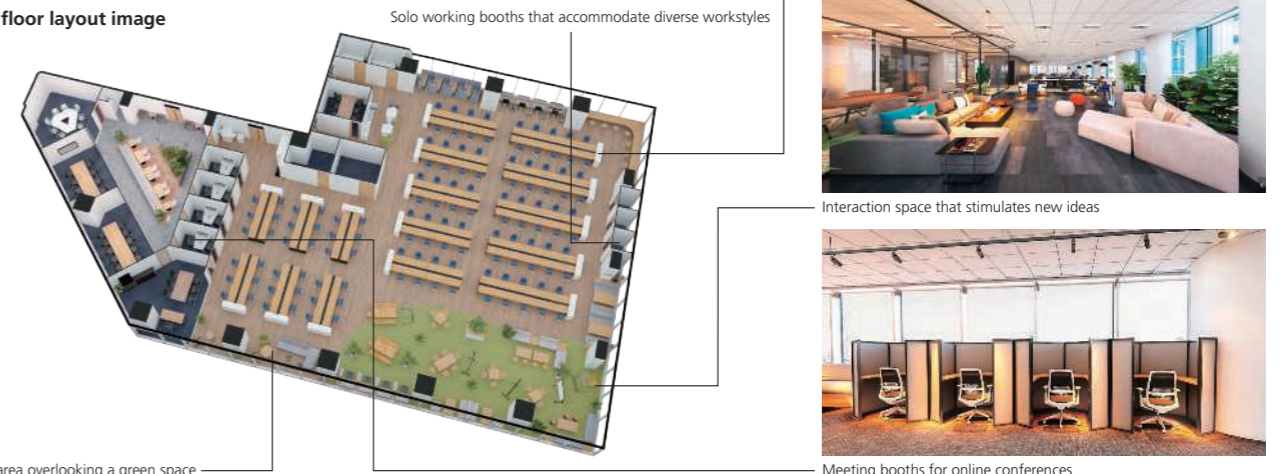 floor layout image
Solo working booths that accommodate diverse workstyles
Interaction space that stimulates new ideas
area overlooking a green space
Meeting booths for online conferences